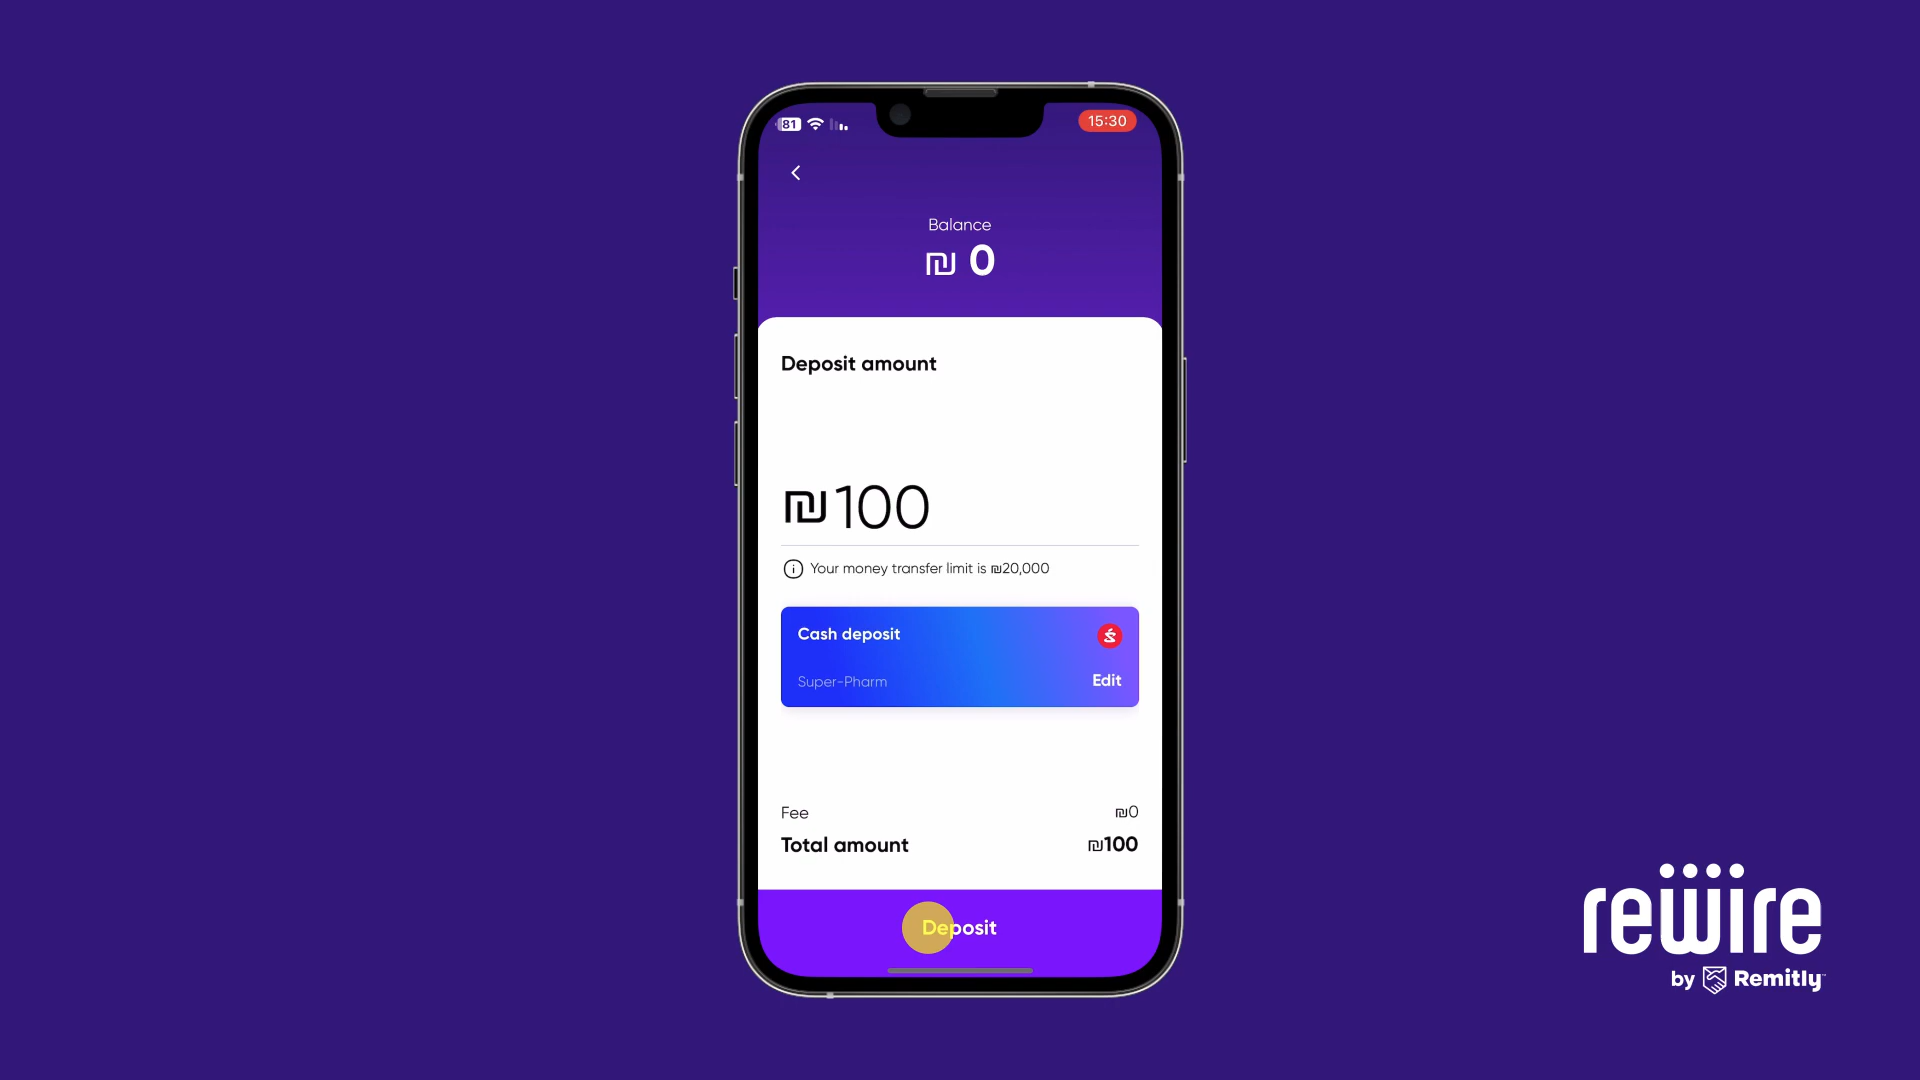 81
15:30
Balance
₪ 0
Deposit amount
₪100
Your money transfer limit is ₪20,000
Cash deposit
Super-Pharm
Edit
Fee
₪0
Total amount
₪100
Deposit
rewire
by Remitly